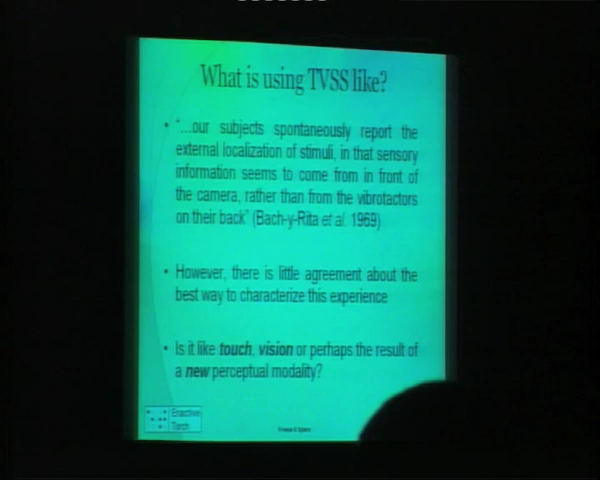 What is using TVSS like?
• "...our subjects spontaneously report the
external localization of stimuli, in that sensory
information seems to come from in front of
the camera, rather than from the vibrotactors
on their back" (Bach-y-Rita et al. 1969)
• However, there is little agreement about the
best way to characterize this experience
• Is it like touch, vision or perhaps the result of
a new perceptual modality?
Enactive
Torch